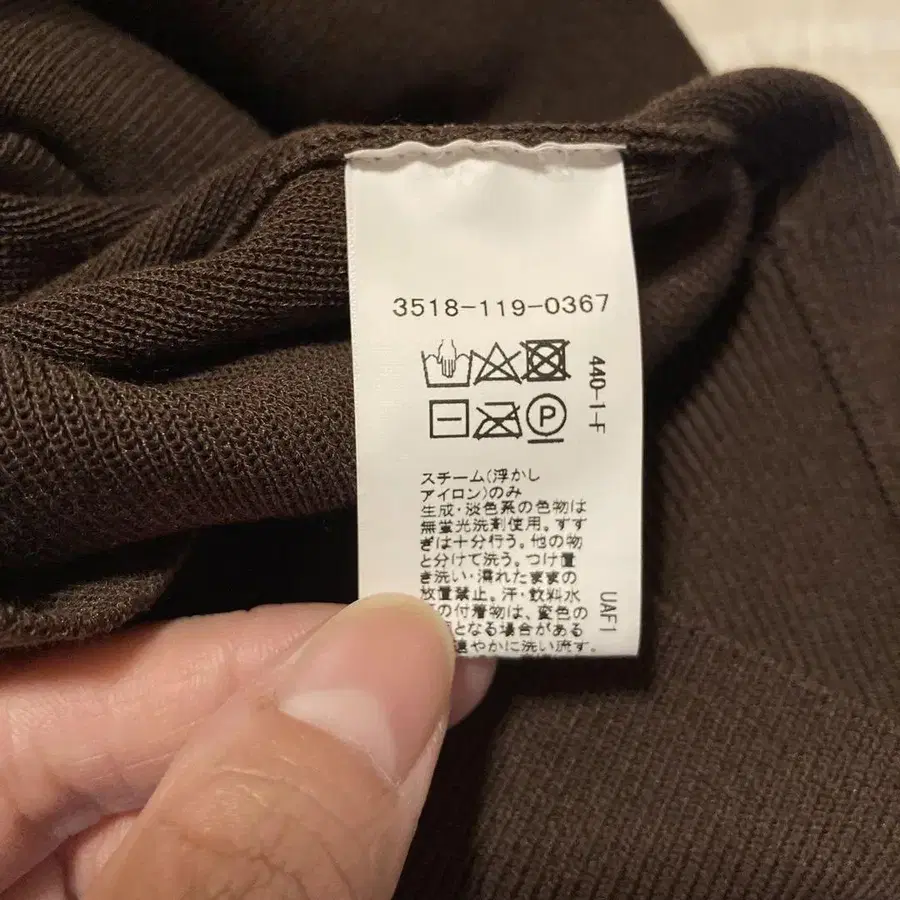 3518-119-0367
440-1-F
P
スチーム(浮かし
アイロン)のみ
生成・淡色系の色物は
無蛍光洗剤使用。すす
ぎは十分行う。他の物
と分けて洗う。つけ置
き洗い・濡れたままの
放置禁止。汗・飲料水
の付着物は、変色の
となる場合がある
やかに洗い流す。
UAF1